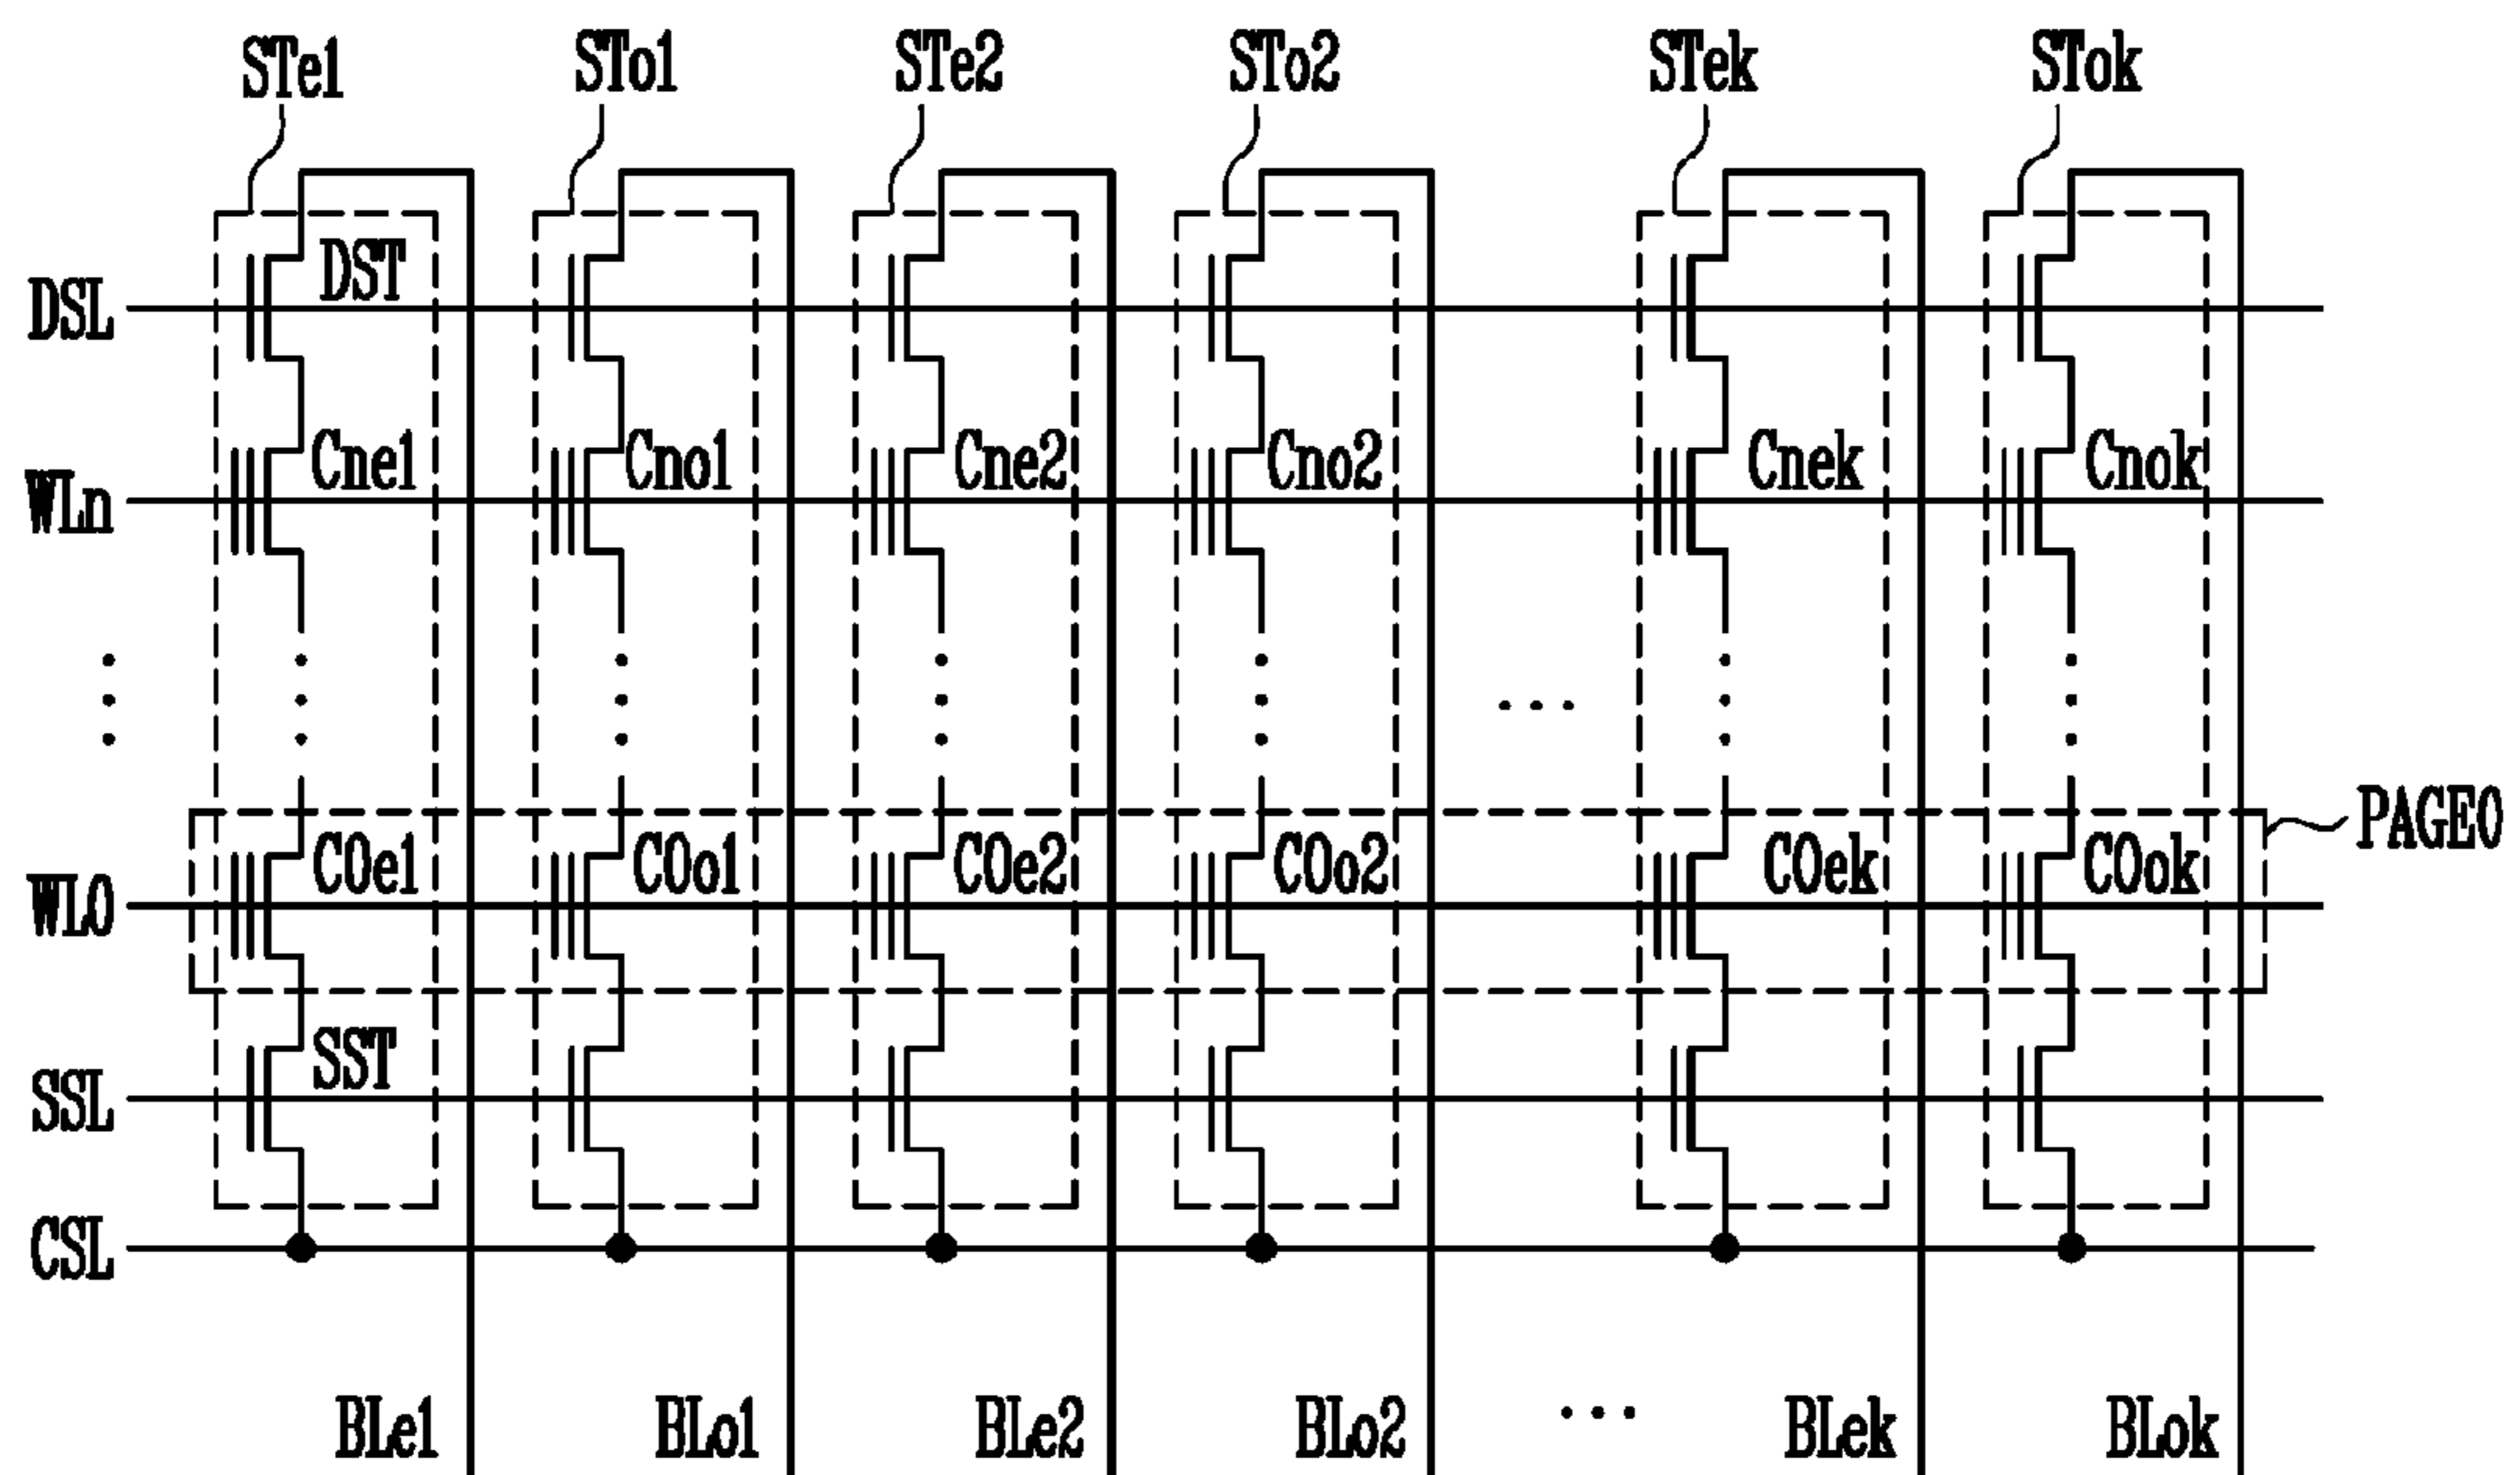 STe1 STo1 STe2 STo2 STek STok
DST
DSL
Cne1 Cno1 Cne2 Cno2 Cnek Cnok
WLn
PAGE0
C0e1 C0o1 C0e2 C0o2 C0ek C0ok
WL0
SST
SSL
CSL
BLe1 BLo1 BLe2 BLo2 ... BLek BLok